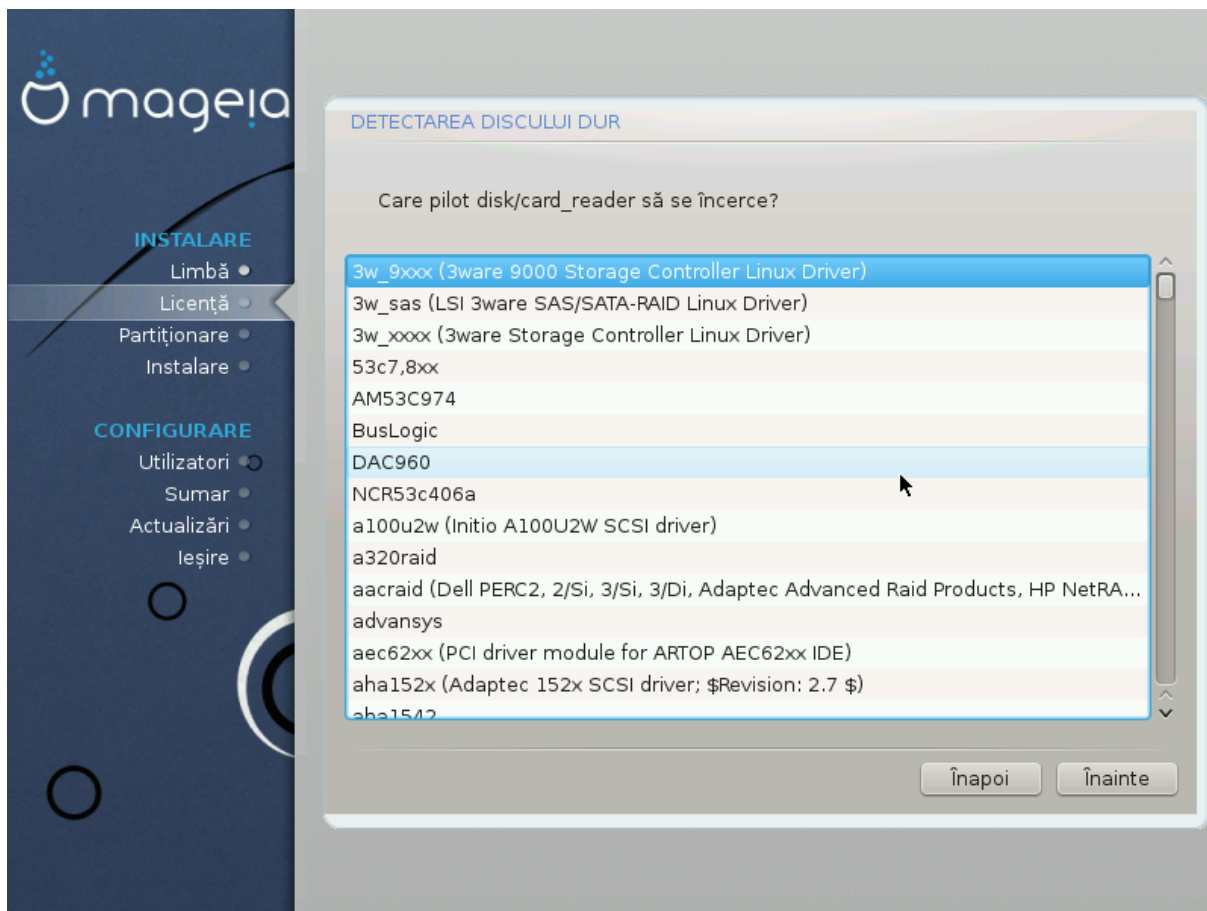 mageia
INSTALARE
Limbă
Licență
Partiționare
Instalare
CONFIGURARE
Utilizatori
Sumar
Actualizări
Ieșire
DETECTAREA DISCULUI DUR
Care pilot disk/card_reader să se încerce?
3w_9xxx (3ware 9000 Storage Controller Linux Driver)
3w_sas (LSI 3ware SAS/SATA-RAID Linux Driver)
3w_xxxx (3ware Storage Controller Linux Driver)
53c7,8xx
AM53C974
BusLogic
DAC960
NCR53c406a
a100u2w (Initio A100U2W SCSI driver)
a320raid
aacraid (Dell PERC2, 2/Si, 3/Si, 3/Di, Adaptec Advanced Raid Products, HP NetRA...
advansys
aec62xx (PCI driver module for ARTOP AEC62xx IDE)
aha152x (Adaptec 152x SCSI driver; $Revision: 2.7 $)
aha1542
Înapoi
Înainte